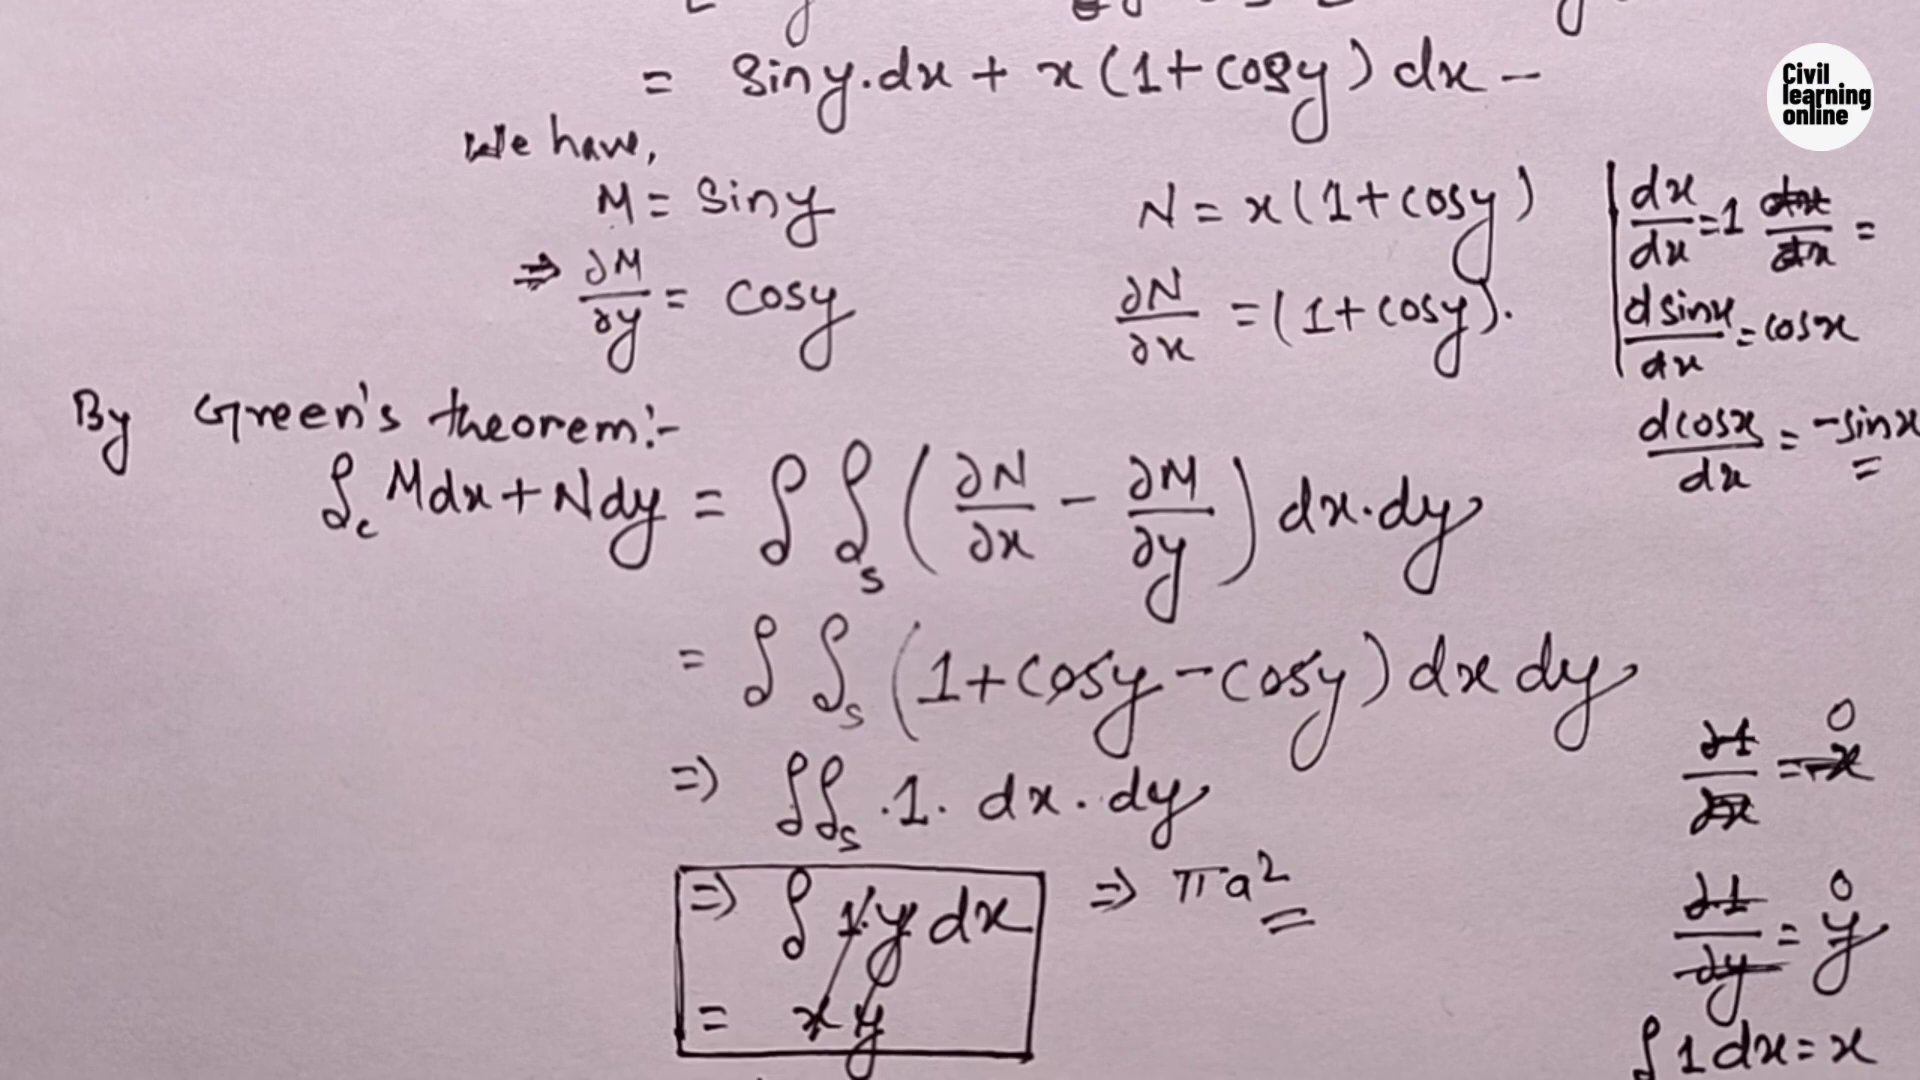 = siny.dx + x(1+cosy) dx -
Civil
learning
online
We have,
M = siny
N = x(1+cosy)
⇒ ∂M/∂y = cosy
∂N/∂x = (1+cosy).
dx/dx = 1 dx/dx =
d sinx/dx = cosx
d cosx/dx = -sinx
By Green's theorem:-
∫c Mdx + Ndy = ∫∫s (∂N/∂x - ∂M/∂y) dx.dy
= ∫∫s (1+cosy-cosy) dx dy
⇒ ∫∫s .1. dx.dy
⇒ ∫ 1.y dx ⇒ πa²
= xy
∂1/∂x = x 0
∂1/∂y = y 0
∫1dx = x